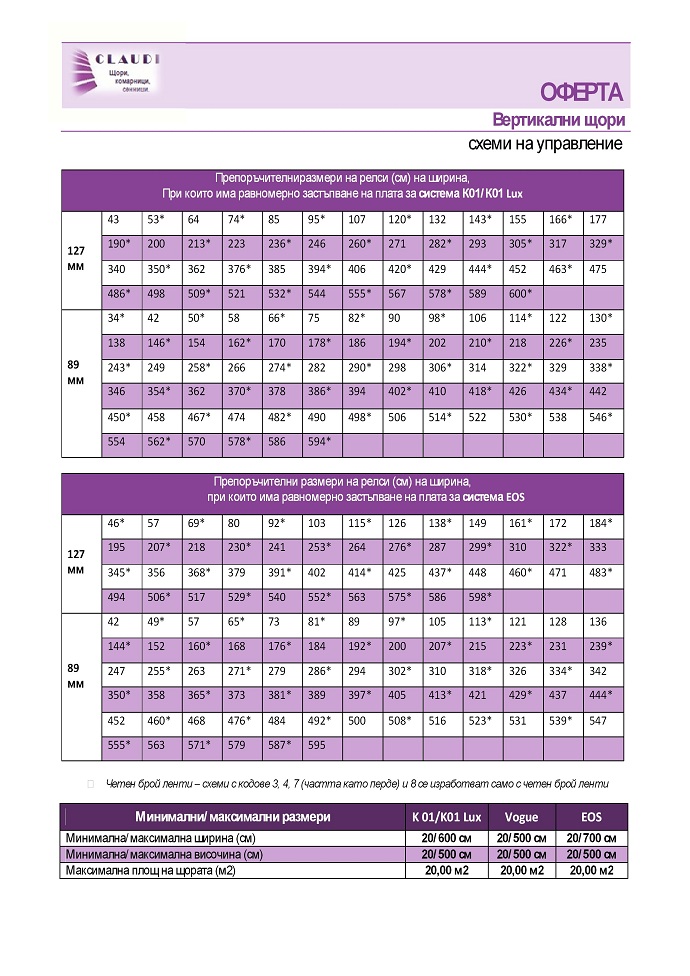 CLAUDI
Щори,
комарници,
сенници.
ОФЕРТА
Вертикални щори
схеми на управление
Препоръчителниразмери на релси (см) на ширина,
При които има равномерно застъпване на плата за система К01/ К01 Lux
127 мм
43 53* 64 74* 85 95* 107 120* 132 143* 155 166* 177
190* 200 213* 223 236* 246 260* 271 282* 293 305* 317 329*
340 350* 362 376* 385 394* 406 420* 429 444* 452 463* 475
486* 498 509* 521 532* 544 555* 567 578* 589 600*
89 мм
34* 42 50* 58 66* 75 82* 90 98* 106 114* 122 130*
138 146* 154 162* 170 178* 186 194* 202 210* 218 226* 235
243* 249 258* 266 274* 282 290* 298 306* 314 322* 329 338*
346 354* 362 370* 378 386* 394 402* 410 418* 426 434* 442
450* 458 467* 474 482* 490 498* 506 514* 522 530* 538 546*
554 562* 570 578* 586 594*
Препоръчителни размери на релси (см) на ширина,
при които има равномерно застъпване на плата за система EOS
127 мм
46* 57 69* 80 92* 103 115* 126 138* 149 161* 172 184*
195 207* 218 230* 241 253* 264 276* 287 299* 310 322* 333
345* 356 368* 379 391* 402 414* 425 437* 448 460* 471 483*
494 506* 517 529* 540 552* 563 575* 586 598*
89 мм
42 49* 57 65* 73 81* 89 97* 105 113* 121 128 136
144* 152 160* 168 176* 184 192* 200 207* 215 223* 231 239*
247 255* 263 271* 279 286* 294 302* 310 318* 326 334* 342
350* 358 365* 373 381* 389 397* 405 413* 421 429* 437 444*
452 460* 468 476* 484 492* 500 508* 516 523* 531 539* 547
555* 563 571* 579 587* 595
Четен брой ленти – схеми с кодове 3, 4, 7 (частта като перде) и 8 се изработват само с четен брой ленти
Минимални/ максимални размери К 01/К01 Lux Vogue EOS
Минимална/ максимална ширина (см) 20/ 600 см 20/ 500 см 20/ 700 см
Минимална/ максимална височина (см) 20/ 500 см 20/ 500 см 20/ 500 см
Максимална площ на щората (м2) 20,00 м2 20,00 м2 20,00 м2